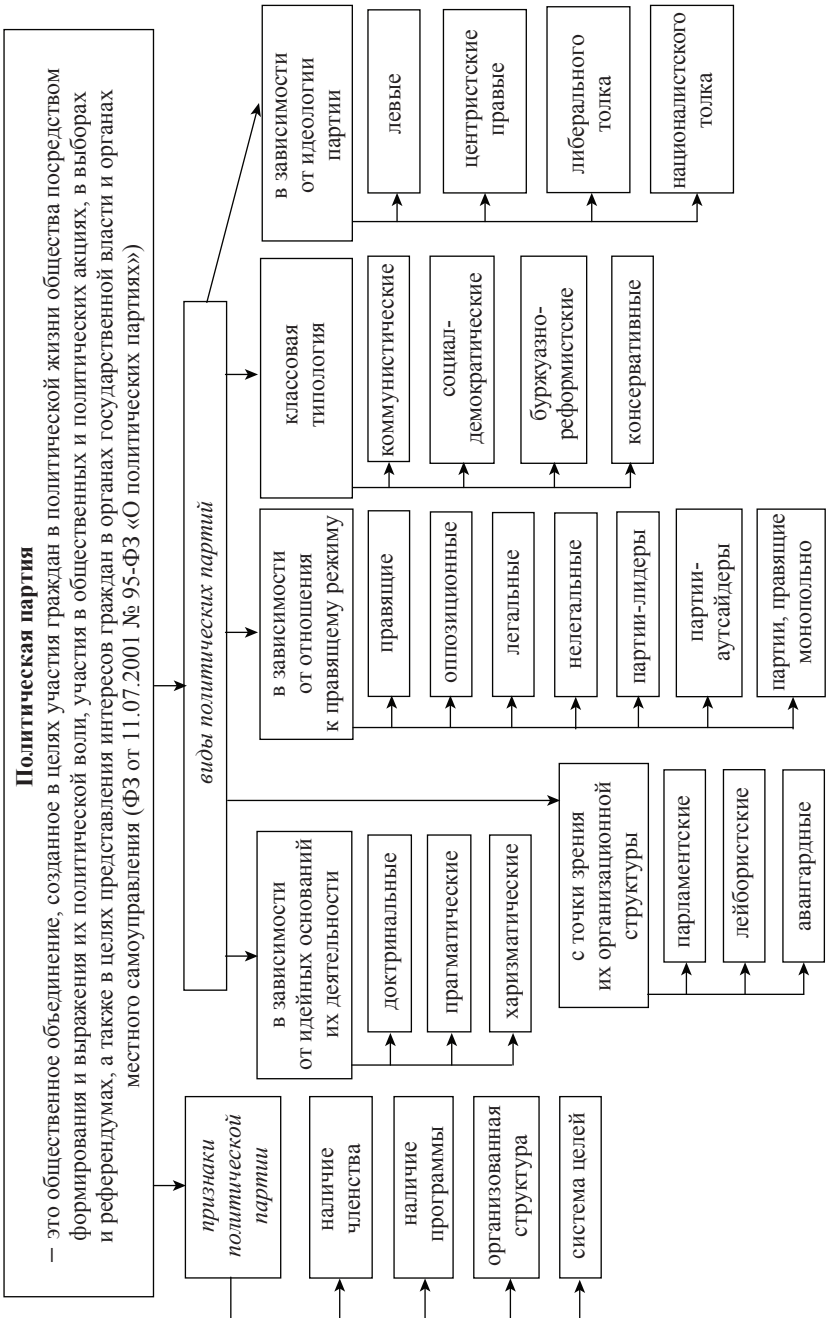 Политическая партия
– это общественное объединение, созданное в целях участия граждан в политической жизни общества посредством
формирования и выражения их политической воли, участия в общественных и политических акциях, в выборах
и референдумах, а также в целях представления интересов граждан в органах государственной власти и органах
местного самоуправления (ФЗ от 11.07.2001 № 95-ФЗ «О политических партиях»)
признаки
политической
партии
наличие
членства
наличие
программы
организованная
структура
система целей
виды политических партий
в зависимости
от идейных оснований
их деятельности
доктринальные
прагматические
харизматические
с точки зрения
их организационной
структуры
парламентские
лейбористские
авангардные
в зависимости
от отношения
к правящему режиму
правящие
оппозиционные
легальные
нелегальные
партии-лидеры
партии-
аутсайдеры
партии, правящие
монопольно
классовая
типология
коммунистические
социал-
демократические
буржуазно-
реформистские
консервативные
в зависимости
от идеологии
партии
левые
центристские
правые
либерального
толка
националистского
толка